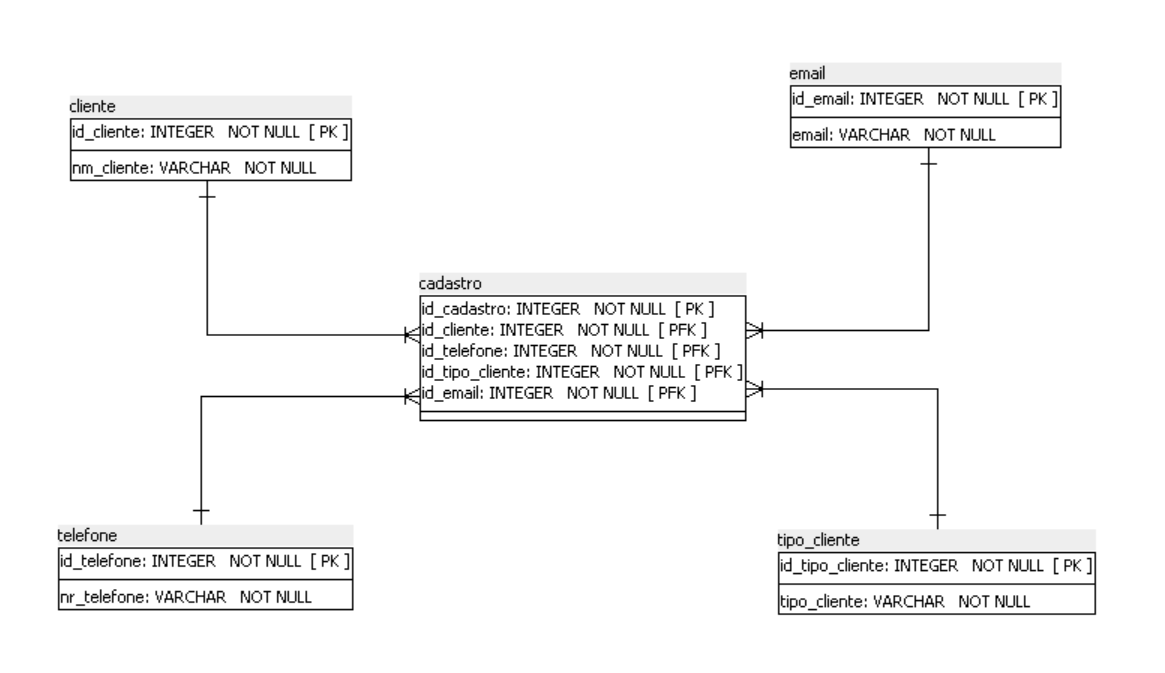 cliente
id_cliente: INTEGER NOT NULL [ PK ]
nm_cliente: VARCHAR NOT NULL
email
id_email: INTEGER NOT NULL [ PK ]
email: VARCHAR NOT NULL
cadastro
id_cadastro: INTEGER NOT NULL [ PK ]
id_cliente: INTEGER NOT NULL [ PFK ]
id_telefone: INTEGER NOT NULL [ PFK ]
id_tipo_cliente: INTEGER NOT NULL [ PFK ]
id_email: INTEGER NOT NULL [ PFK ]
telefone
id_telefone: INTEGER NOT NULL [ PK ]
nr_telefone: VARCHAR NOT NULL
tipo_cliente
id_tipo_cliente: INTEGER NOT NULL [ PK ]
tipo_cliente: VARCHAR NOT NULL